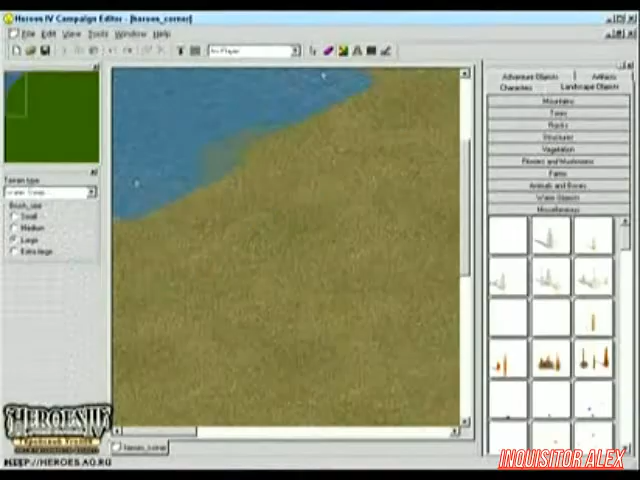 Heroes IV Campaign Editor - [heroes_corner]
File Edit View Tools Window Help
Adventure Objects
Artifacts
Characters
Landscape Objects
Mountains
Trees
Rocks
Structures
Vegetation
Flowers and Mushrooms
Farms
Animals and Bones
Water Objects
Miscellaneous
Terrain type
Brush size
Small
Medium
Large
Extra large
HEROES IV
heroes_corner
HTTP://HEROES.AG.RU
INQUISITOR ALEX